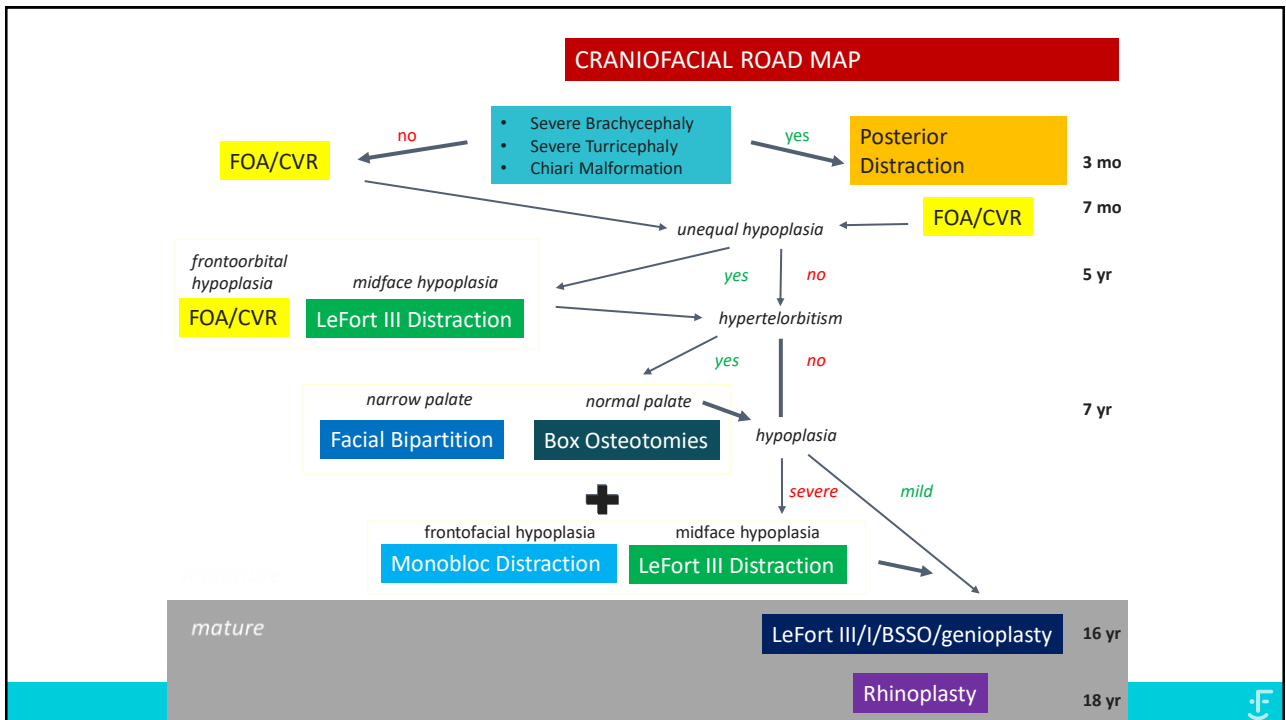 CRANIOFACIAL ROAD MAP
• Severe Brachycephaly
• Severe Turricephaly
• Chiari Malformation
no
yes
FOA/CVR
Posterior
Distraction
3 mo
7 mo
FOA/CVR
unequal hypoplasia
frontoorbital
hypoplasia
midface hypoplasia
yes
no
5 yr
FOA/CVR
LeFort III Distraction
hypertelorbitism
yes
no
narrow palate
normal palate
7 yr
Facial Bipartition
Box Osteotomies
hypoplasia
severe
mild
frontofacial hypoplasia
midface hypoplasia
Monobloc Distraction
LeFort III Distraction
mature
LeFort III/I/BSSO/genioplasty
16 yr
Rhinoplasty
18 yr